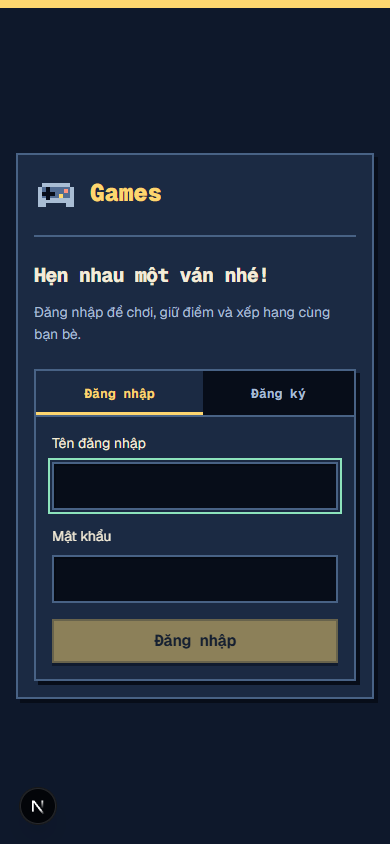 Games
Hẹn nhau một ván nhé!
Đăng nhập để chơi, giữ điểm và xếp hạng cùng
bạn bè.
Đăng nhập
Đăng ký
Tên đăng nhập
Mật khẩu
Đăng nhập
N